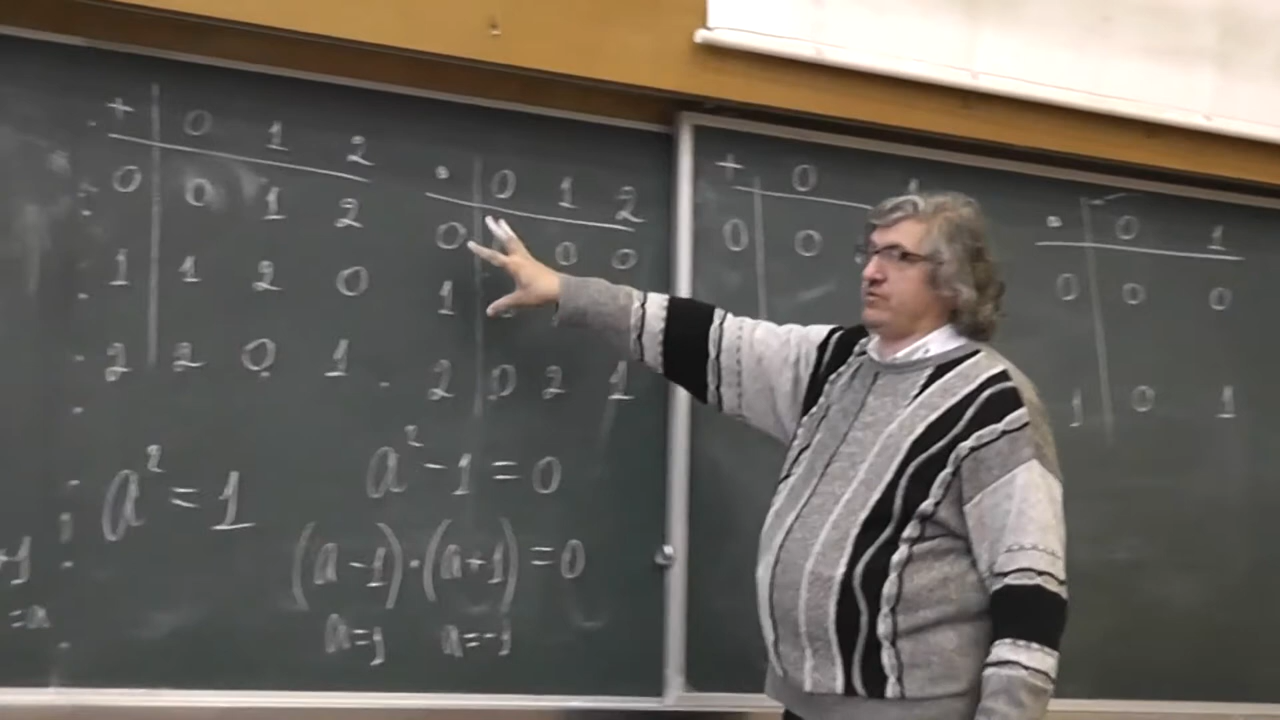 + 0 1 2
0 0 1 2
1 1 2 0
2 2 0 1
· 0 1 2
0 0 0
1
2 0 2 1
a² = 1
a² - 1 = 0
(a - 1) · (a + 1) = 0
a = 1 a = -1
+1
=a
+ 0
0 0
· 0 1
0 0 0
1 0 1